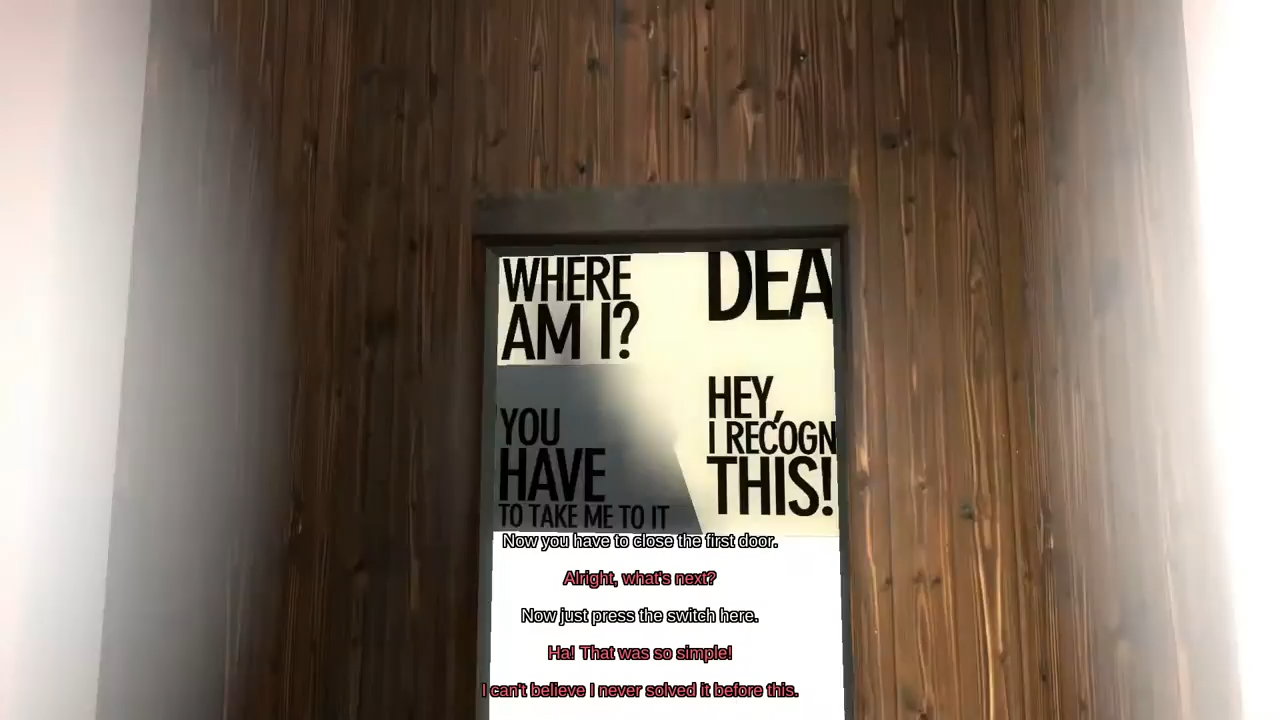 WHERE
AM I?
DEA
YOU
HAVE
TO TAKE ME TO IT
HEY,
I RECOGN
THIS!
Now you have to close the first door.
Alright, what's next?
Now just press the switch here.
Ha! That was so simple!
I can't believe I never solved it before this.